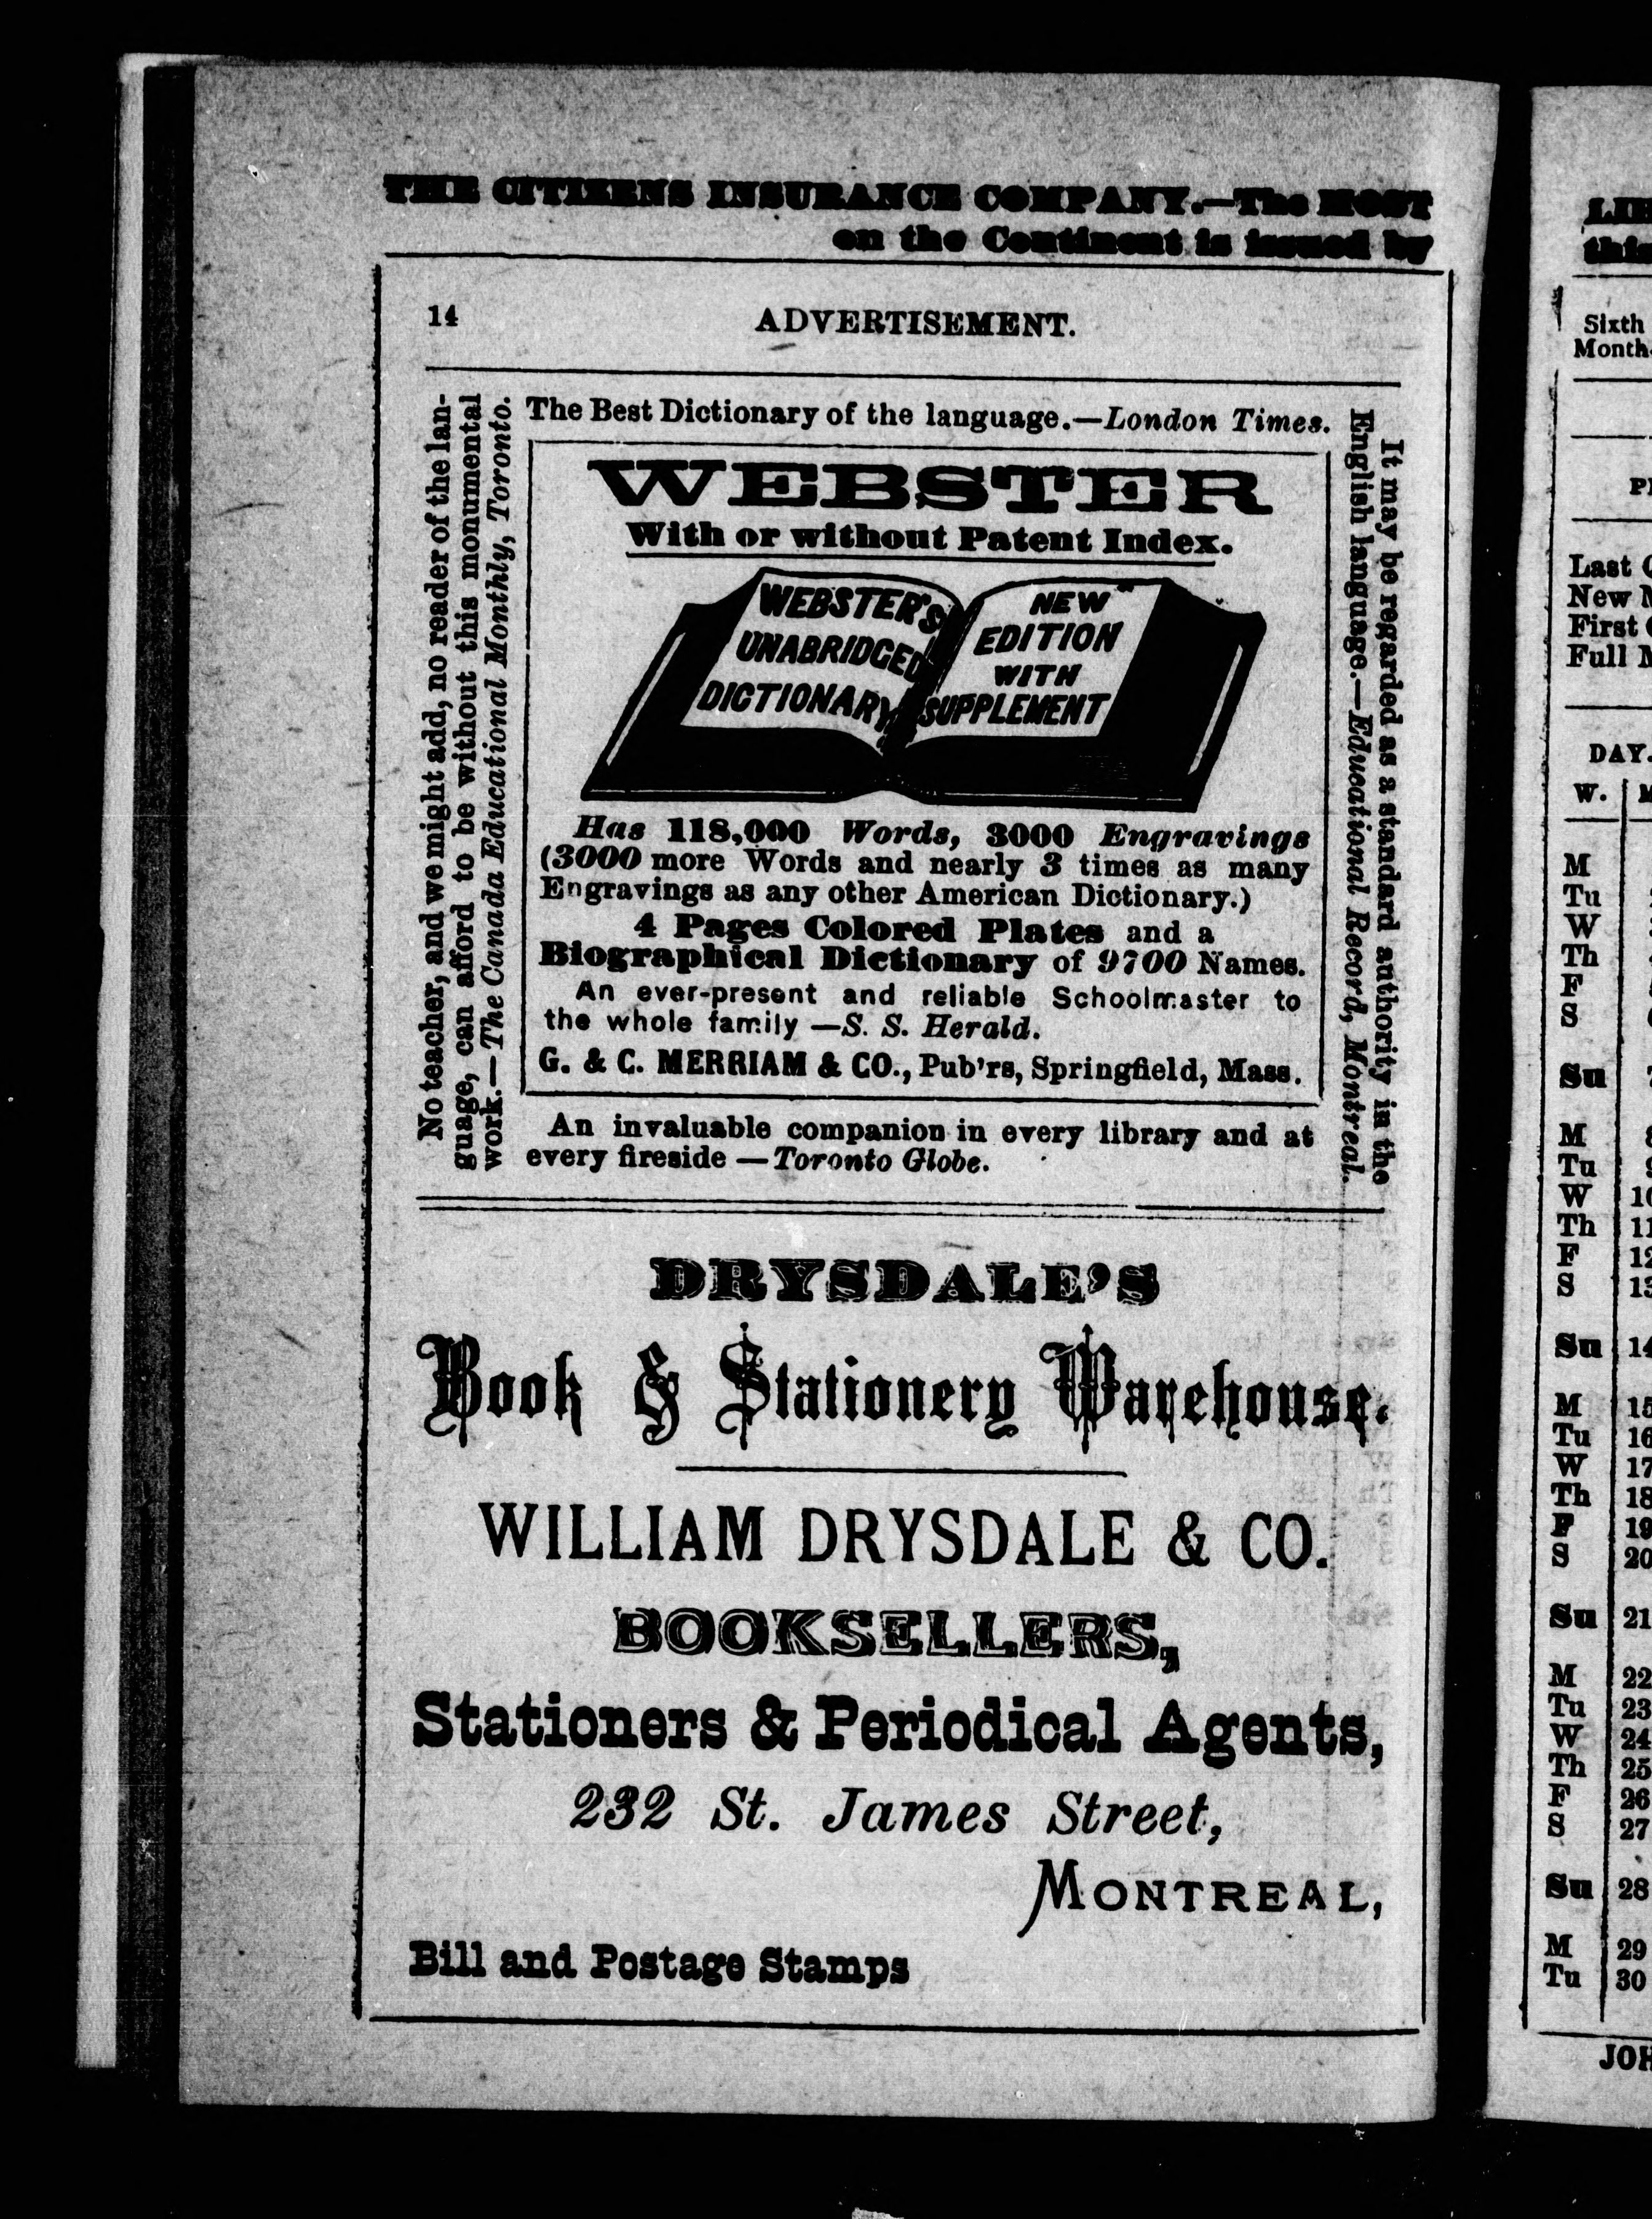 THE CITIZENS INSURANCE COMPANY.—The MOST
on the Continent is issued by
14
ADVERTISEMENT.
No teacher, and we might add, no reader of the lan-
guage, can afford to be without this monumental
work.—The Canada Educational Monthly, Toronto.
The Best Dictionary of the language.—London Times.
WEBSTER
With or without Patent Index.
WEBSTER'S
UNABRIDGED
DICTIONARY
NEW
EDITION
WITH
SUPPLEMENT
Has 118,000 Words, 3000 Engravings
(3000 more Words and nearly 3 times as many
Engravings as any other American Dictionary.)
4 Pages Colored Plates and a
Biographical Dictionary of 9700 Names.
An ever-present and reliable Schoolmaster to
the whole family —S. S. Herald.
G. & C. MERRIAM & CO., Pub'rs, Springfield, Mass.
An invaluable companion in every library and at
every fireside —Toronto Globe.
It may be regarded as a standard authority in the
English language.—Educational Record, Montreal.
DRYSDALE'S
Book & Stationery Warehouse.
WILLIAM DRYSDALE & CO.
BOOKSELLERS,
Stationers & Periodical Agents,
232 St. James Street,
MONTREAL,
Bill and Postage Stamps
Sixth
Month
Last
New
First
Full
DAY.
W.
M
Tu
W
Th
F
S
Su
M
Tu
W
Th
F
S
Su
M
Tu
W
Th
F
S
Su
M
Tu
W
Th
F
S
Su
M
Tu